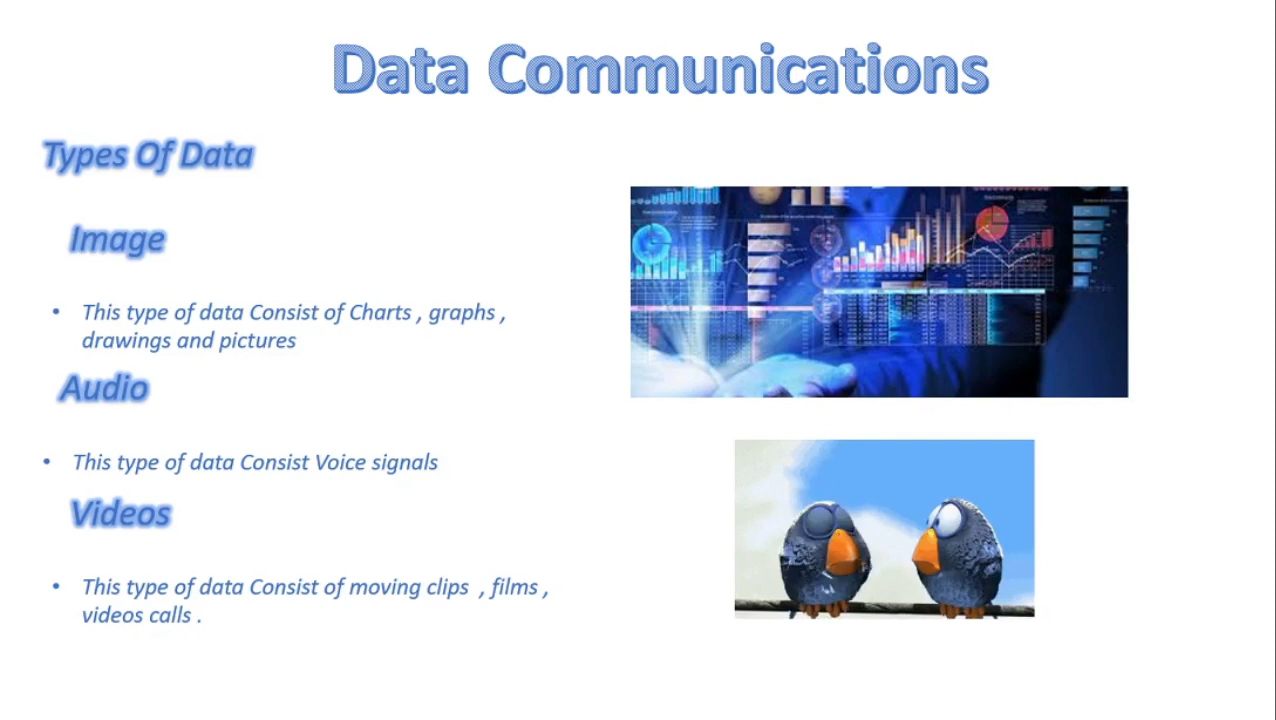 Data Communications
Types Of Data
Image
• This type of data Consist of Charts , graphs ,
drawings and pictures
Audio
• This type of data Consist Voice signals
Videos
• This type of data Consist of moving clips , films ,
videos calls .